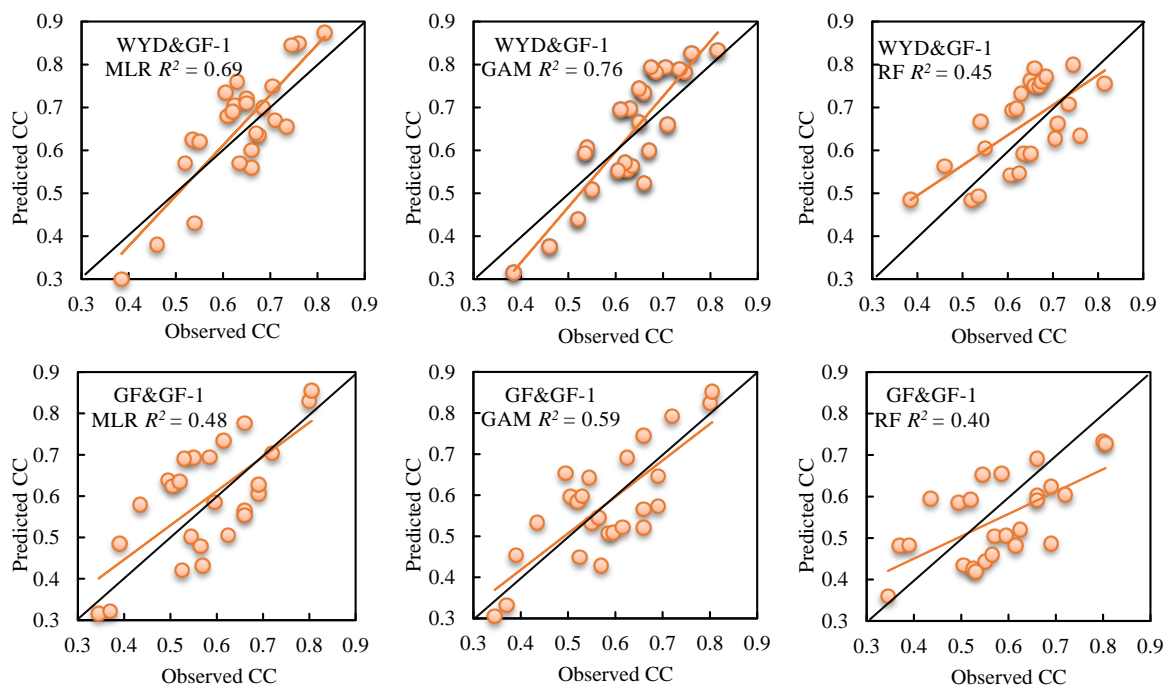 WYD&GF-1
MLR R² = 0.69
Predicted CC
0.9
0.8
0.7
0.6
0.5
0.4
0.3
0.3 0.4 0.5 0.6 0.7 0.8 0.9
Observed CC
WYD&GF-1
GAM R² = 0.76
Predicted CC
0.9
0.8
0.7
0.6
0.5
0.4
0.3
0.3 0.4 0.5 0.6 0.7 0.8 0.9
Observed CC
WYD&GF-1
RF R² = 0.45
Predicted CC
0.9
0.8
0.7
0.6
0.5
0.4
0.3
0.3 0.4 0.5 0.6 0.7 0.8 0.9
Observed CC
GF&GF-1
MLR R² = 0.48
Predicted CC
0.9
0.8
0.7
0.6
0.5
0.4
0.3
0.3 0.4 0.5 0.6 0.7 0.8 0.9
Observed CC
GF&GF-1
GAM R² = 0.59
Predicted CC
0.9
0.8
0.7
0.6
0.5
0.4
0.3
0.3 0.4 0.5 0.6 0.7 0.8 0.9
Observed CC
GF&GF-1
RF R² = 0.40
Predicted CC
0.9
0.8
0.7
0.6
0.5
0.4
0.3
0.3 0.4 0.5 0.6 0.7 0.8 0.9
Observed CC